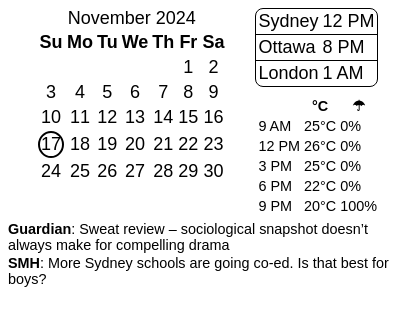 November 2024
Su Mo Tu We Th Fr Sa
1 2
3 4 5 6 7 8 9
10 11 12 13 14 15 16
17 18 19 20 21 22 23
24 25 26 27 28 29 30
Sydney 12 PM
Ottawa 8 PM
London 1 AM
°C ☂
9 AM 25°C 0%
12 PM 26°C 0%
3 PM 25°C 0%
6 PM 22°C 0%
9 PM 20°C 100%
Guardian: Sweat review – sociological snapshot doesn’t
always make for compelling drama
SMH: More Sydney schools are going co-ed. Is that best for
boys?